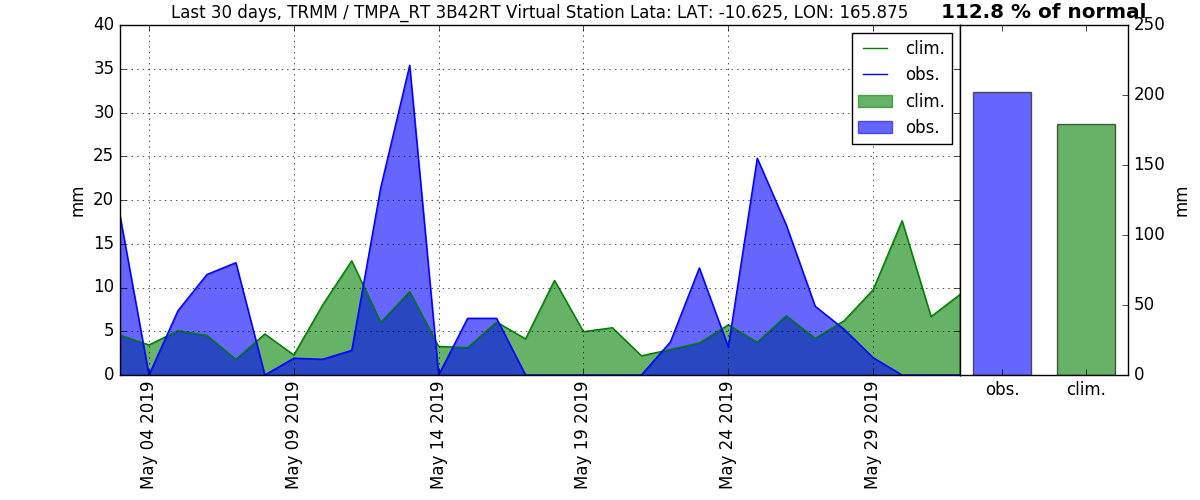 Last 30 days, TRMM / TMPA_RT 3B42RT Virtual Station Lata: LAT: -10.625, LON: 165.875
112.8 % of normal
40
35
30
25
20
15
10
5
0
mm
clim.
obs.
clim.
obs.
May 04 2019
May 09 2019
May 14 2019
May 19 2019
May 24 2019
May 29 2019
250
200
150
100
50
0
mm
obs.
clim.